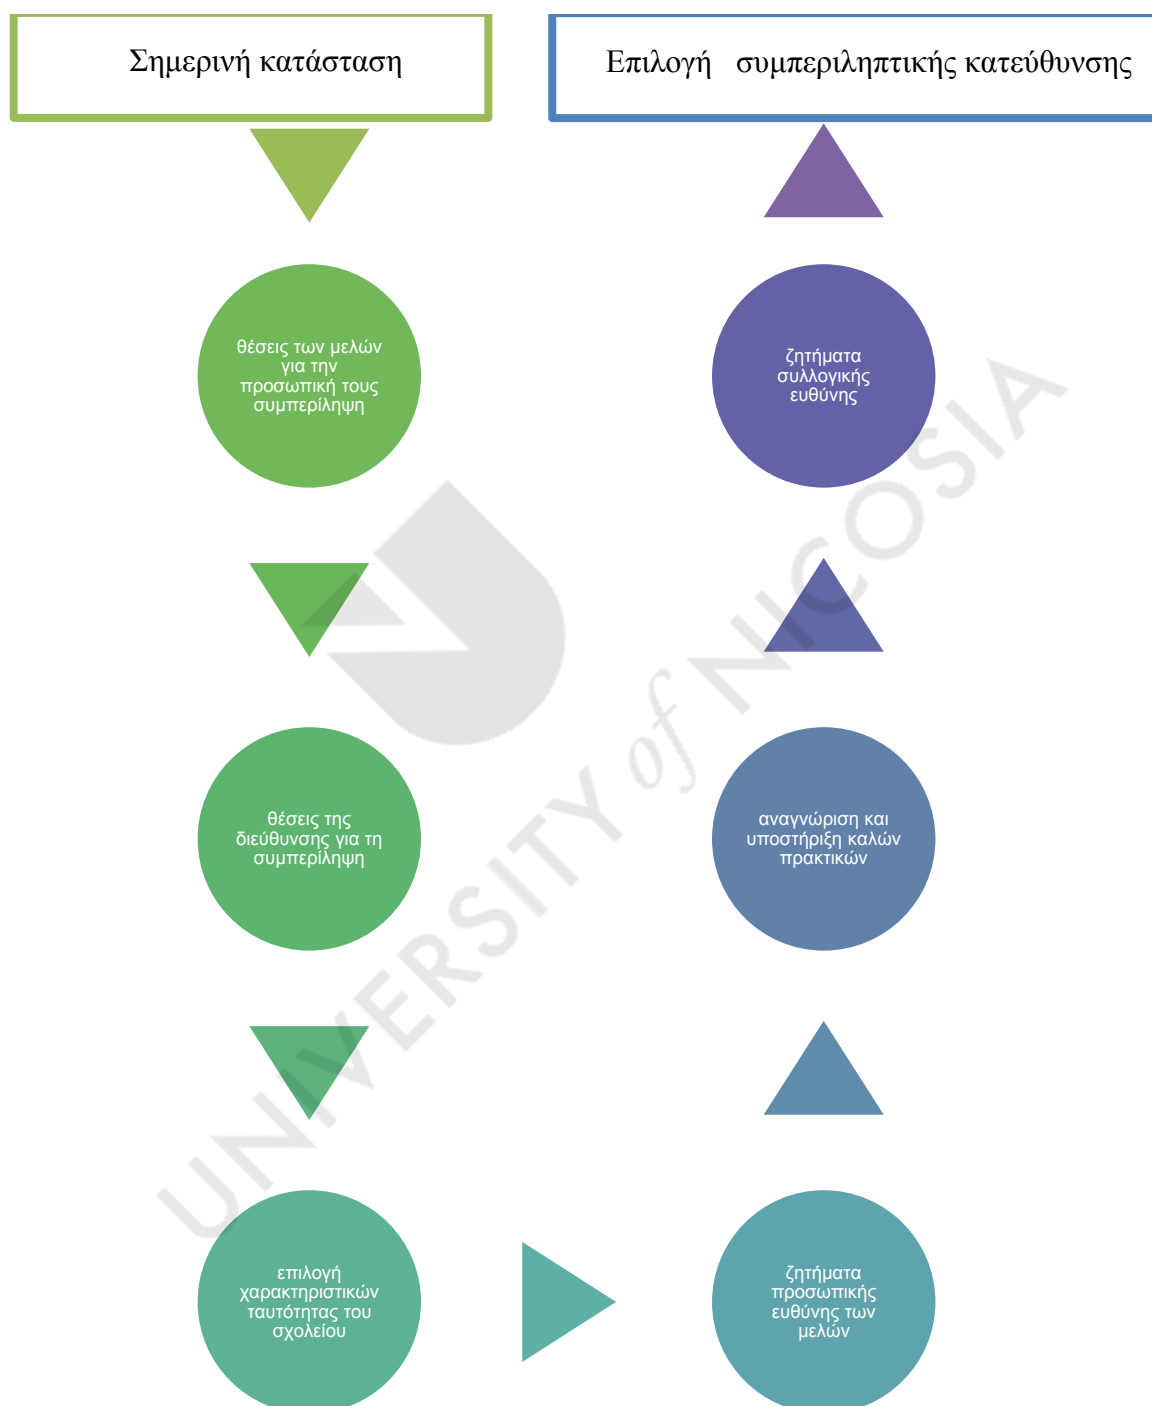 Σημερινή κατάσταση
Επιλογή συμπεριληπτικής κατεύθυνσης
θέσεις των μελών
για την
προσωπική τους
συμπερίληψη
θέσεις της
διεύθυνσης για τη
συμπερίληψη
επιλογή
χαρακτηριστικών
ταυτότητας του
σχολείου
ζητήματα
προσωπικής
ευθύνης των
μελών
αναγνώριση και
υποστήριξη καλών
πρακτικών
ζητήματα
συλλογικής
ευθύνης
UNIVERSITY of NICOSIA